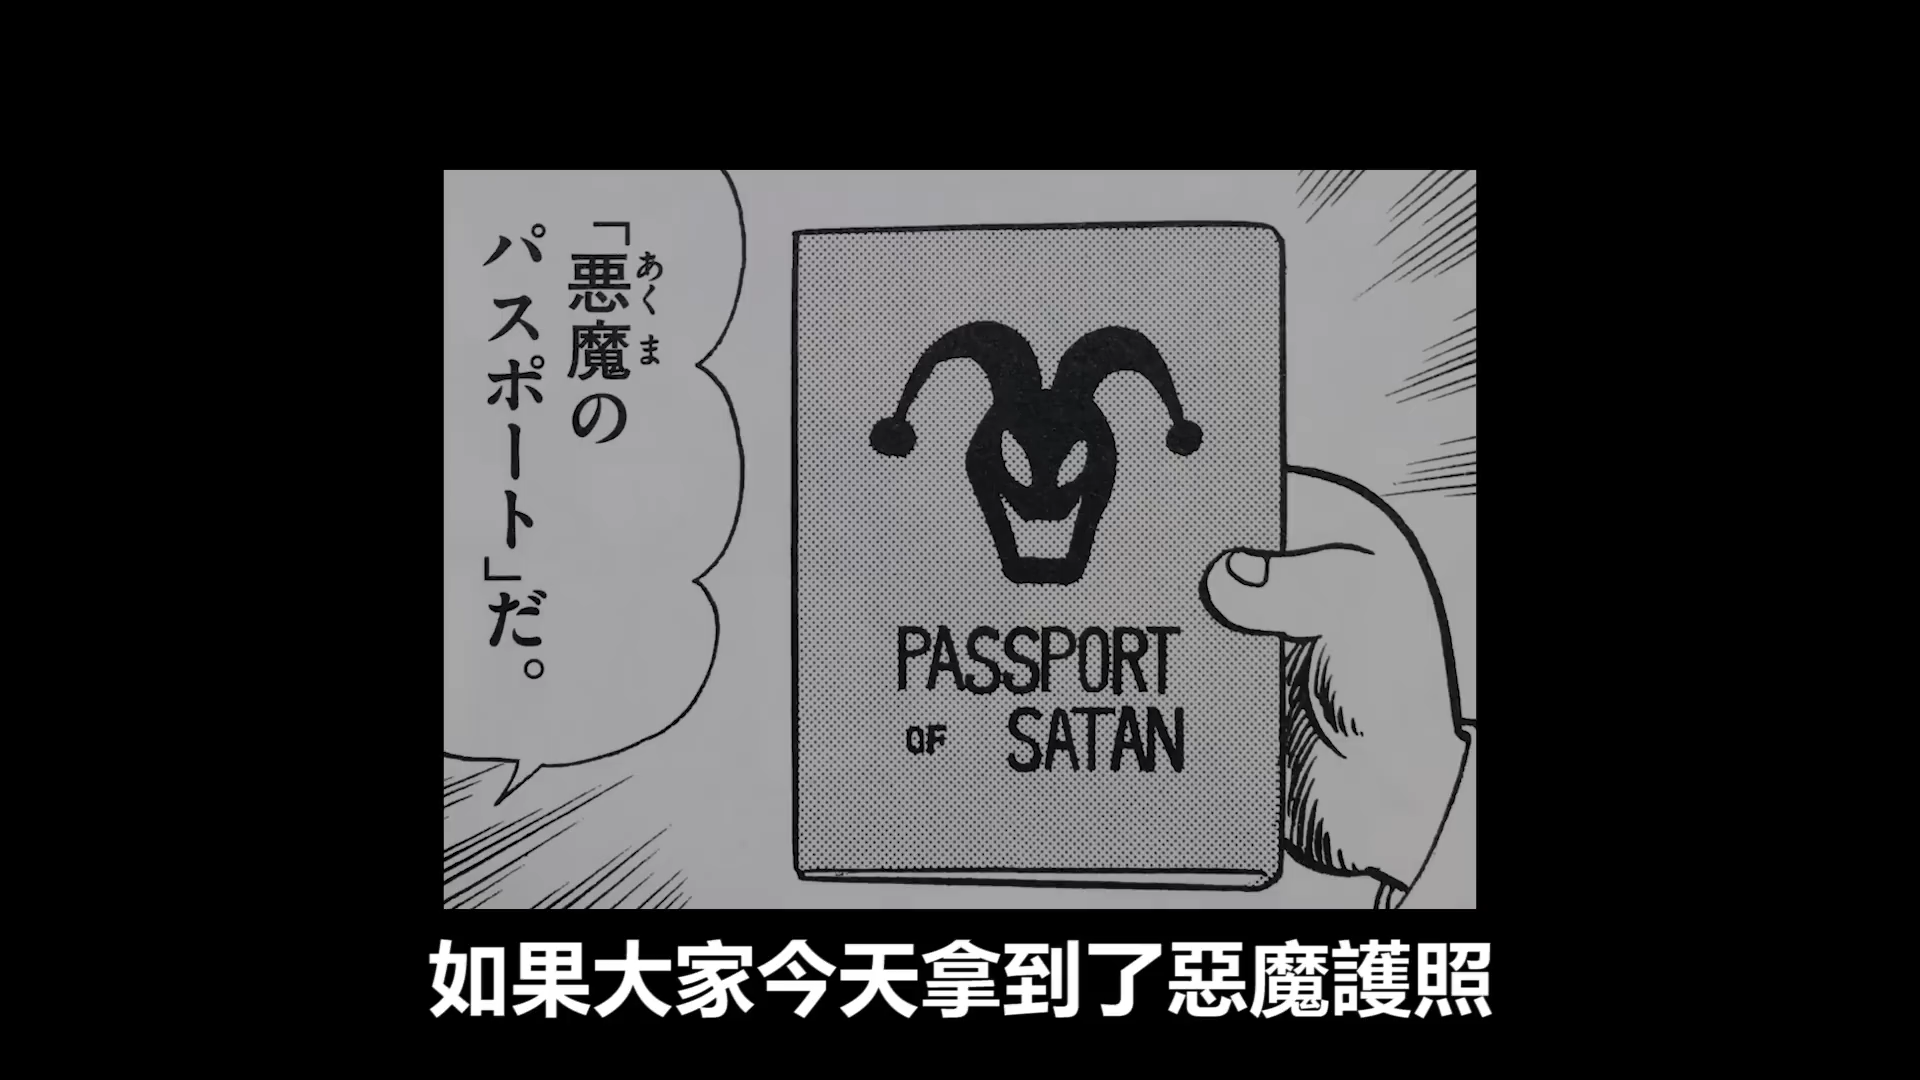 「悪魔の
あくま
パスポート」だ。
PASSPORT
OF SATAN
如果大家今天拿到了惡魔護照